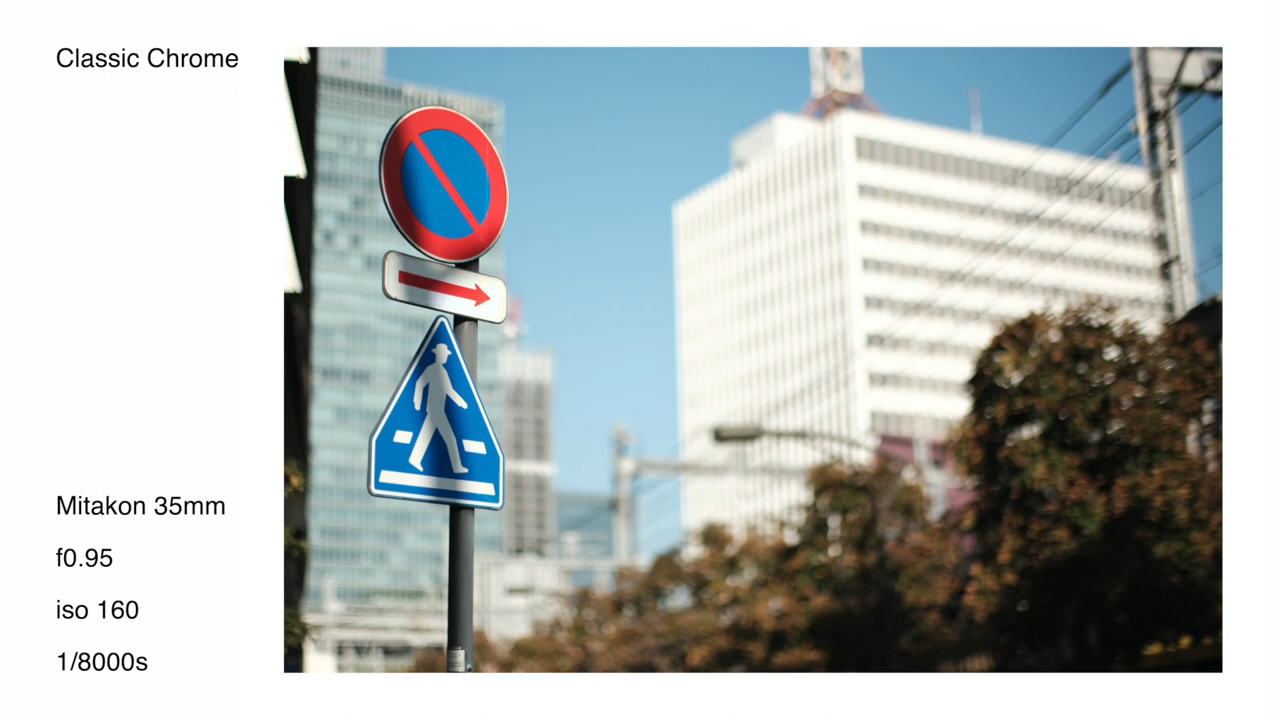 Classic Chrome
Mitakon 35mm
f0.95
iso 160
1/8000s